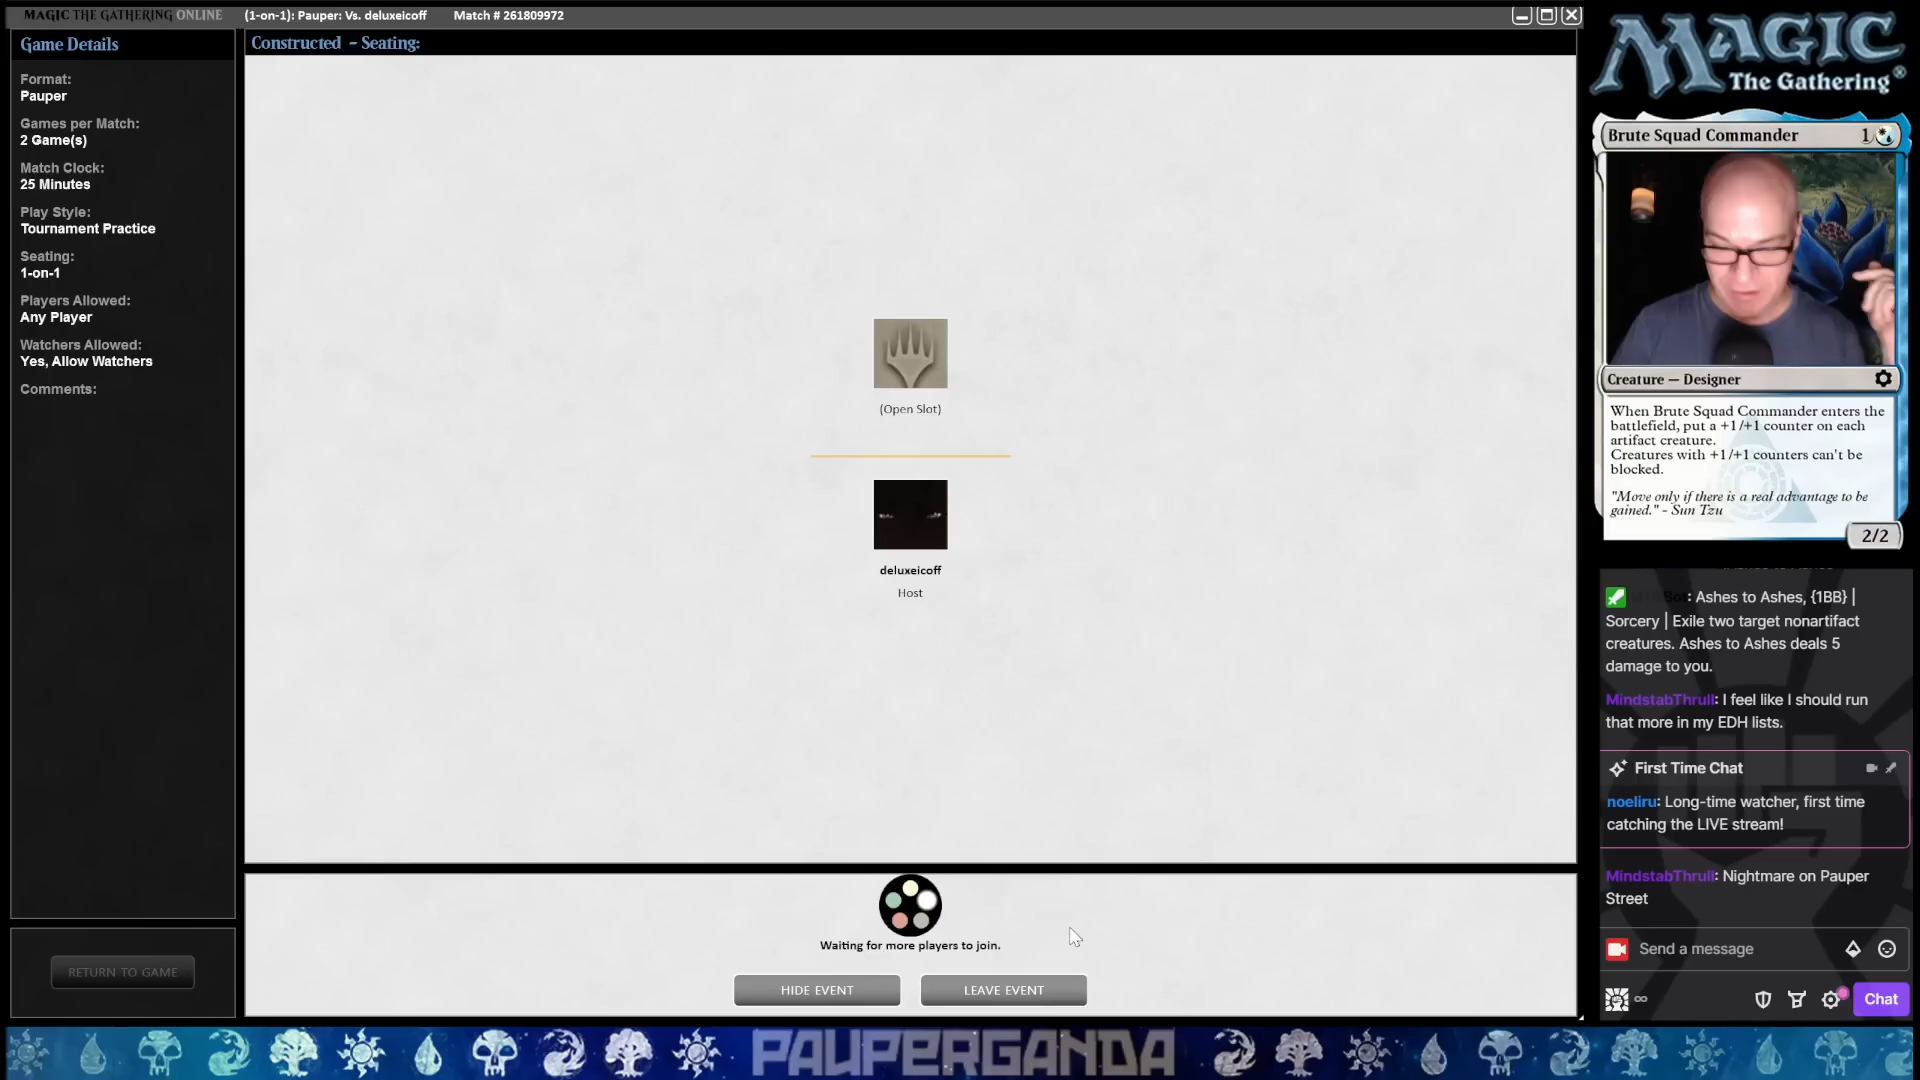 MAGIC THE GATHERING ONLINE (1-on-1): Pauper: Vs. deluxeicoff Match # 261809972
Game Details
Format:
Pauper
Games per Match:
2 Game(s)
Match Clock:
25 Minutes
Play Style:
Tournament Practice
Seating:
1-on-1
Players Allowed:
Any Player
Watchers Allowed:
Yes, Allow Watchers
Comments:
RETURN TO GAME
Constructed - Seating:
(Open Slot)
deluxeicoff
Host
Waiting for more players to join.
HIDE EVENT
LEAVE EVENT
MAGIC
The Gathering®
Brute Squad Commander 1
Creature — Designer
When Brute Squad Commander enters the
battlefield, put a +1/+1 counter on each
artifact creature.
Creatures with +1/+1 counters can't be
blocked.
"Move only if there is a real advantage to be
gained." - Sun Tzu
2/2
: Ashes to Ashes, {1BB} |
Sorcery | Exile two target nonartifact
creatures. Ashes to Ashes deals 5
damage to you.
MindstabThrull: I feel like I should run
that more in my EDH lists.
First Time Chat
noeliru: Long-time watcher, first time
catching the LIVE stream!
MindstabThrull: Nightmare on Pauper
Street
Send a message
Chat
PAUPERGANDA